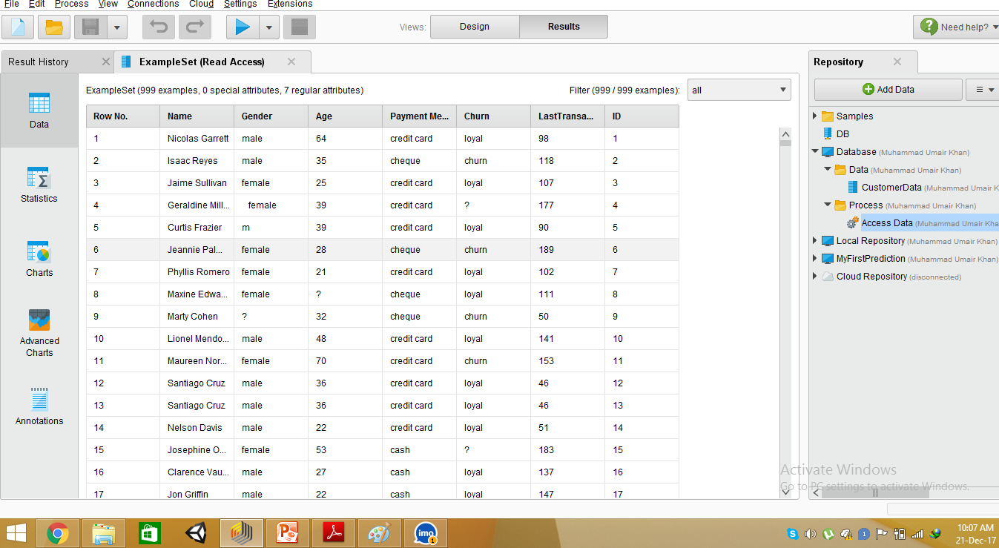 File Edit Process View Connections Cloud Settings Extensions
Views: Design Results Need help?
Result History ExampleSet (Read Access) Repository
ExampleSet (999 examples, 0 special attributes, 7 regular attributes) Filter (999 / 999 examples): all Add Data
Row No. Name Gender Age Payment Me... Churn LastTransa... ID
1 Nicolas Garrett male 64 credit card loyal 98 1
2 Isaac Reyes male 35 cheque churn 118 2
3 Jaime Sullivan female 25 credit card loyal 107 3
4 Geraldine Mill... female 39 credit card ? 177 4
5 Curtis Frazier m 39 credit card loyal 90 5
6 Jeannie Pal... female 28 cheque churn 189 6
7 Phyllis Romero female 21 credit card loyal 102 7
8 Maxine Edwa... female ? cheque loyal 111 8
9 Marty Cohen ? 32 cheque churn 50 9
10 Lionel Mendo... male 48 credit card loyal 141 10
11 Maureen Nor... female 70 credit card churn 153 11
12 Santiago Cruz male 36 credit card loyal 46 12
13 Santiago Cruz male 36 credit card loyal 46 13
14 Nelson Davis male 22 credit card loyal 51 14
15 Josephine O... female 53 cash ? 183 15
16 Clarence Vau... male 27 cash loyal 137 16
17 Jon Griffin male 22 cash loyal 147 17
Data
Statistics
Charts
Advanced
Charts
Annotations
Samples
DB
Database (Muhammad Umair Khan)
Data (Muhammad Umair Khan)
CustomerData (Muhammad Umair K
Process (Muhammad Umair Khan)
Access Data (Muhammad Umair Kha
Local Repository (Muhammad Umair Khan)
MyFirstPrediction (Muhammad Umair Khan)
Cloud Repository (disconnected)
Activate Windows
Go to PC settings to activate Windows.
imo
1
10:07 AM
21-Dec-17